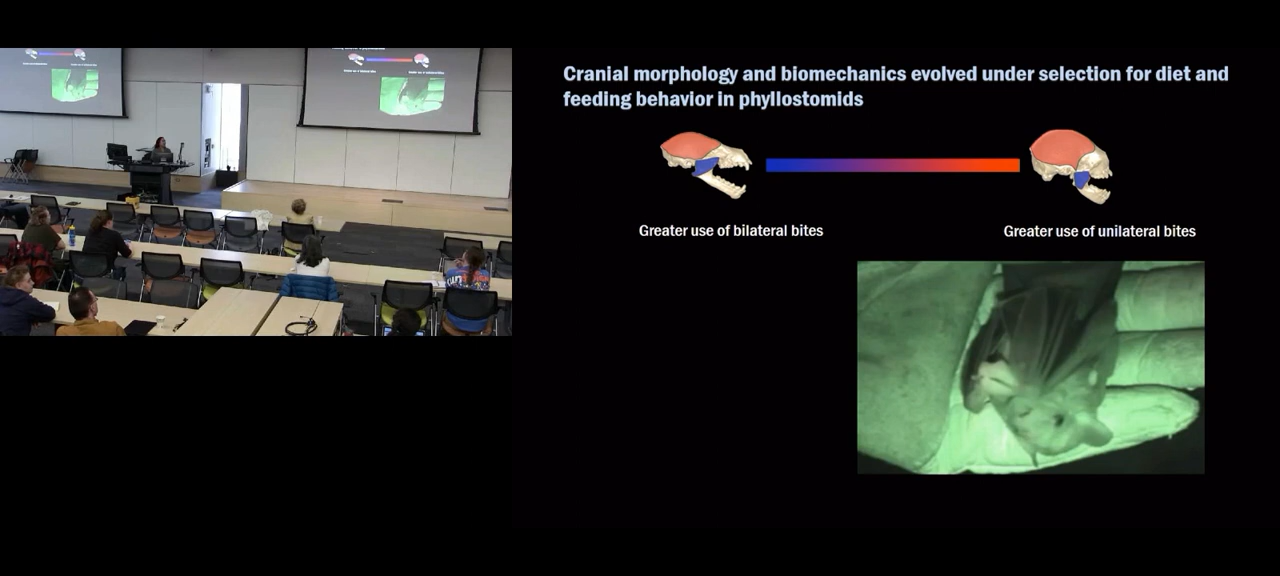 Cranial morphology and biomechanics evolved under selection for diet and
feeding behavior in phyllostomids
Greater use of bilateral bites
Greater use of unilateral bites